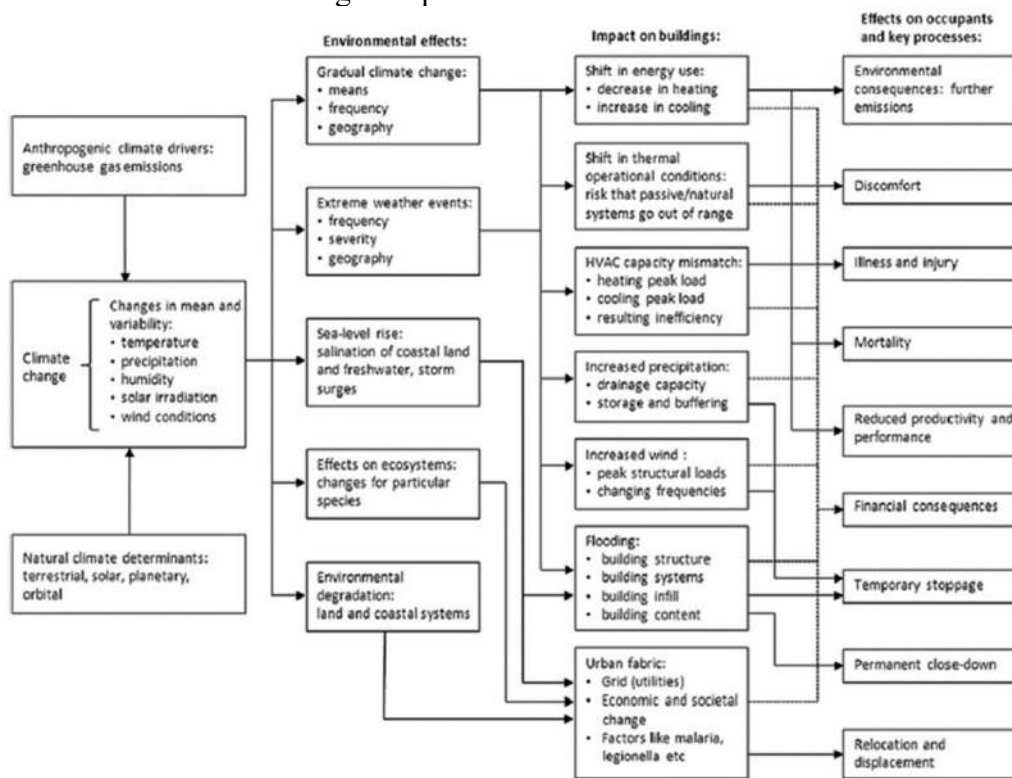 Environmental effects:
Gradual climate change:
• means
• frequency
• geography
Extreme weather events:
• frequency
• severity
• geography
Sea-level rise:
salination of coastal land
and freshwater, storm
surges
Effects on ecosystems:
changes for particular
species
Environmental
degradation:
land and coastal systems
Anthropogenic climate drivers:
greenhouse gas emissions
Climate
change
Changes in mean and
variability:
• temperature
• precipitation
• humidity
• solar irradiation
• wind conditions
Natural climate determinants:
terrestrial, solar, planetary,
orbital
Impact on buildings:
Shift in energy use:
• decrease in heating
• increase in cooling
Shift in thermal
operational conditions:
risk that passive/natural
systems go out of range
HVAC capacity mismatch:
• heating peak load
• cooling peak load
• resulting inefficiency
Increased precipitation:
• drainage capacity
• storage and buffering
Increased wind :
• peak structural loads
• changing frequencies
Flooding:
• building structure
• building systems
• building infill
• building content
Urban fabric:
• Grid (utilities)
• Economic and societal
change
• Factors like malaria,
legionella etc
Effects on occupants
and key processes:
Environmental
consequences: further
emissions
Discomfort
Illness and injury
Mortality
Reduced productivity and
performance
Financial consequences
Temporary stoppage
Permanent close-down
Relocation and
displacement